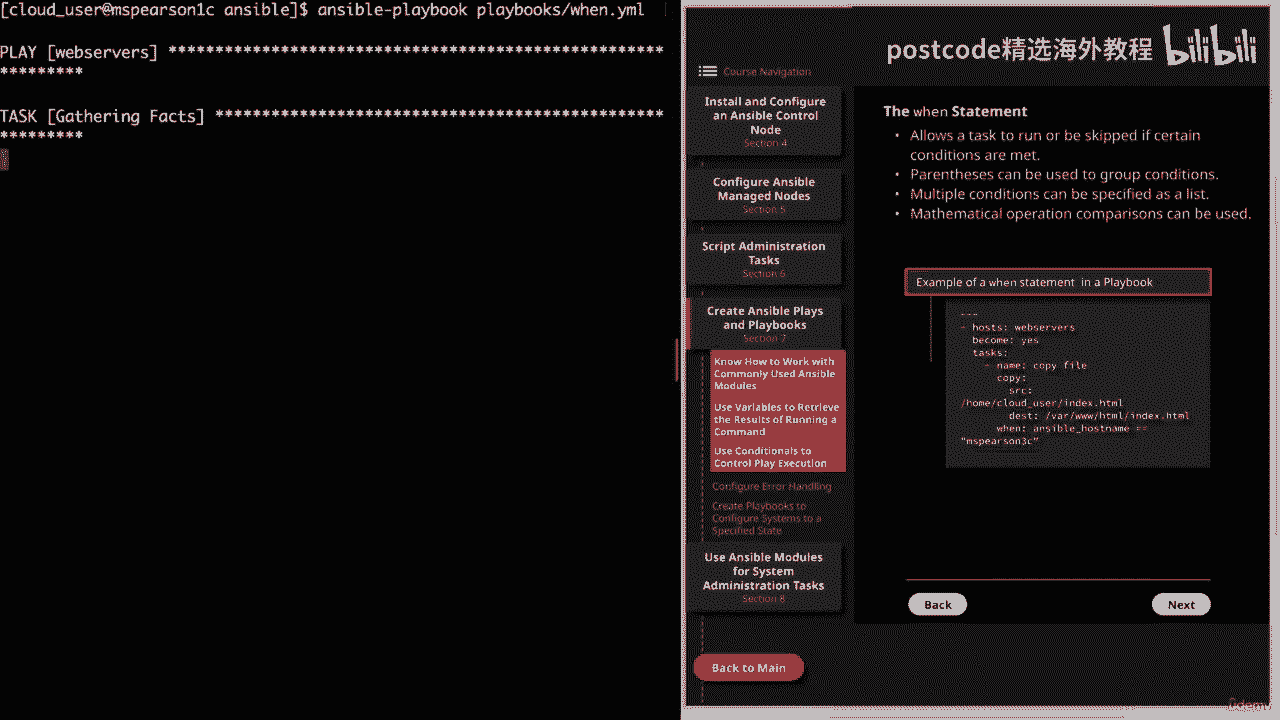 [cloud_user@mspearson1c ansible]$ ansible-playbook playbooks/when.yml
PLAY [webservers] *****************************************************
*********
TASK [Gathering Facts] ************************************************
*********
postcode精选海外教程 bilibili
Course Navigation
Install and Configure
an Ansible Control
Node
Section 4
Configure Ansible
Managed Nodes
Section 5
Script Administration
Tasks
Section 6
Create Ansible Plays
and Playbooks
Section 7
Know How to Work with
Commonly Used Ansible
Modules
Use Variables to Retrieve
the Results of Running a
Command
Use Conditionals to
Control Play Execution
Configure Error Handling
Create Playbooks to
Configure Systems to a
Specified State
Use Ansible Modules
for System
Administration Tasks
Section 8
Back to Main
The when Statement
• Allows a task to run or be skipped if certain
conditions are met.
• Parentheses can be used to group conditions.
• Multiple conditions can be specified as a list.
• Mathematical operation comparisons can be used.
Example of a when statement in a Playbook
---
- hosts: webservers
become: yes
tasks:
- name: copy file
copy:
src:
/home/cloud_user/index.html
dest: /var/www/html/index.html
when: ansible_hostname ==
"mspearson3c"
Back
Next
ûdemy